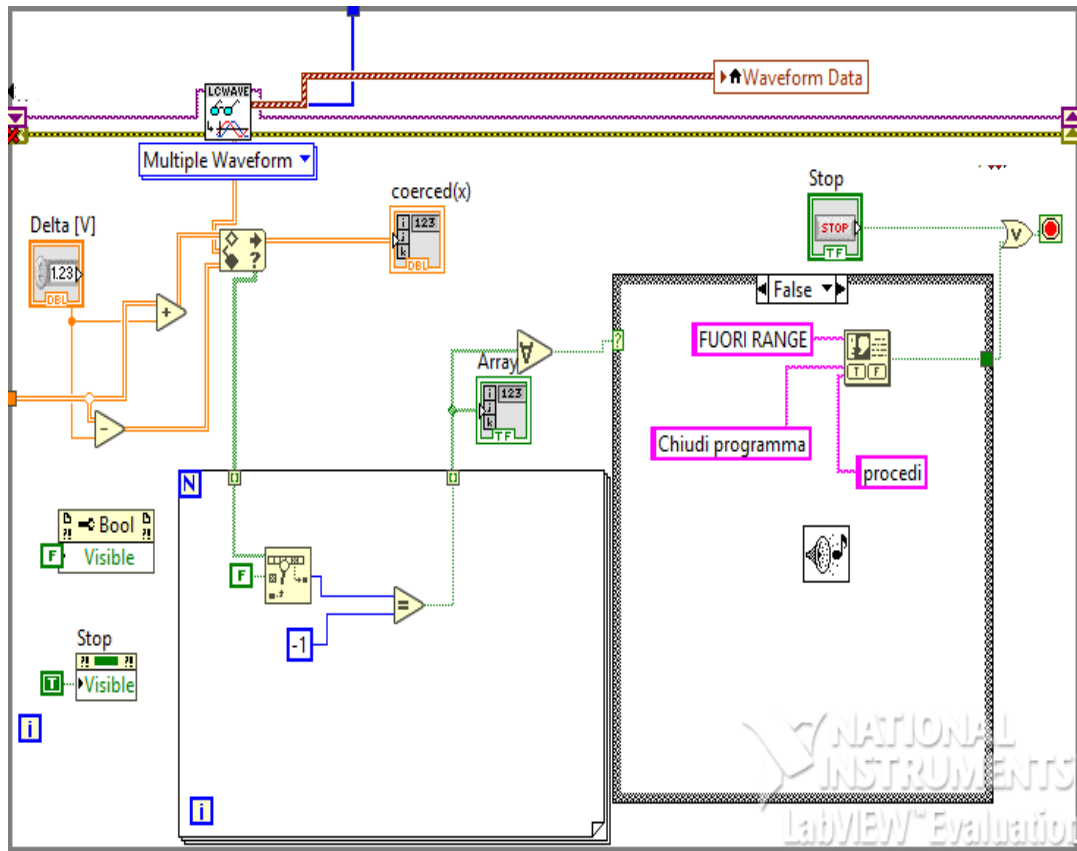 LCWAVE
Waveform Data
Multiple Waveform
coerced(x)
123
i
j
k
DBL
Delta [V]
1.23
DBL
Stop
STOP
TF
V
False
?
FUORI RANGE
T F
Chiudi programma
procedi
Array
123
i
j
k
TF
?
+
-
N
Bool
F
Visible
F
=
-1
Stop
T
Visible
i
i
NATIONAL
INSTRUMENTS
LabVIEW™ Evaluation